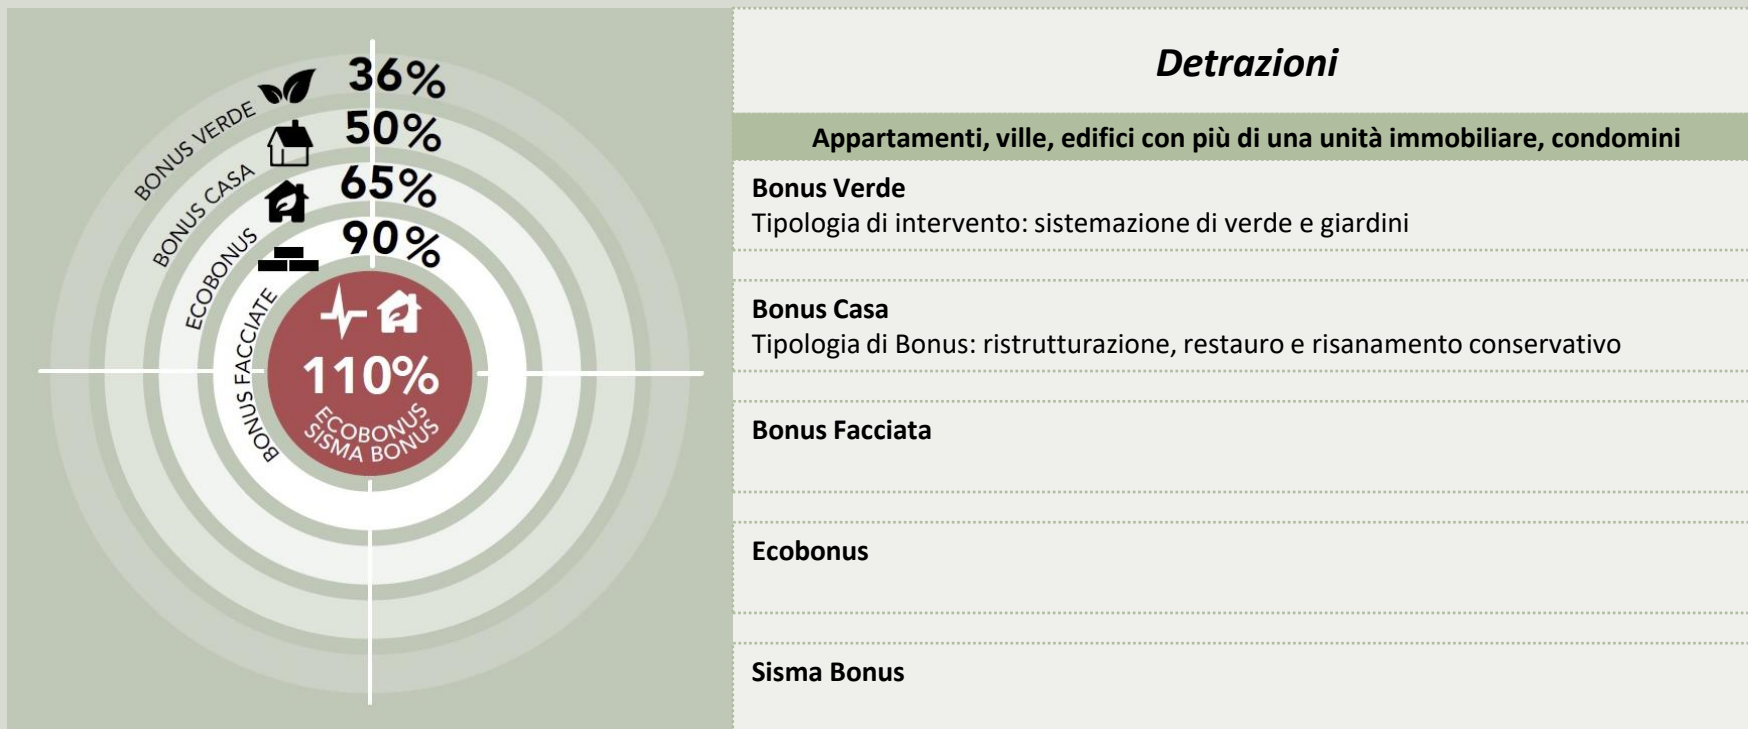 36%
BONUS VERDE
50%
BONUS CASA
65%
ECOBONUS
90%
BONUS FACCIATE
110%
ECOBONUS
SISMA BONUS
Detrazioni
Appartamenti, ville, edifici con più di una unità immobiliare, condomini
Bonus Verde
Tipologia di intervento: sistemazione di verde e giardini
Bonus Casa
Tipologia di Bonus: ristrutturazione, restauro e risanamento conservativo
Bonus Facciata
Ecobonus
Sisma Bonus